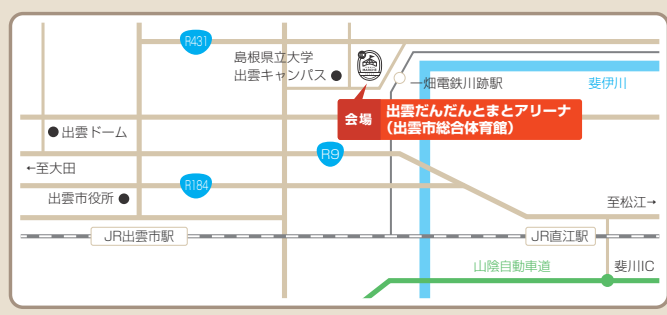 R431
島根県立大学
出雲キャンパス
一畑電鉄川跡駅
斐伊川
会場
出雲だんだんとまとアリーナ
(出雲市総合体育館)
出雲ドーム
R9
←至大田
R184
出雲市役所
至松江→
JR出雲市駅
JR直江駅
山陰自動車道
斐川IC